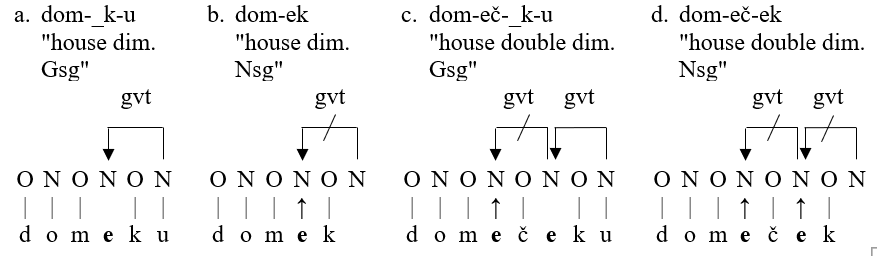 a. dom-_k-u b. dom-ek c. dom-eč-_k-u d. dom-eč-ek
"house dim. "house dim. "house double dim. "house double dim.
Gsg" Nsg" Gsg" Nsg"
gvt gvt gvt gvt gvt gvt
O N O N O N O N O N O N O N O N O N O N O N O N O N O N
d o m e k u d o m e k d o m e č e k u d o m e č e k